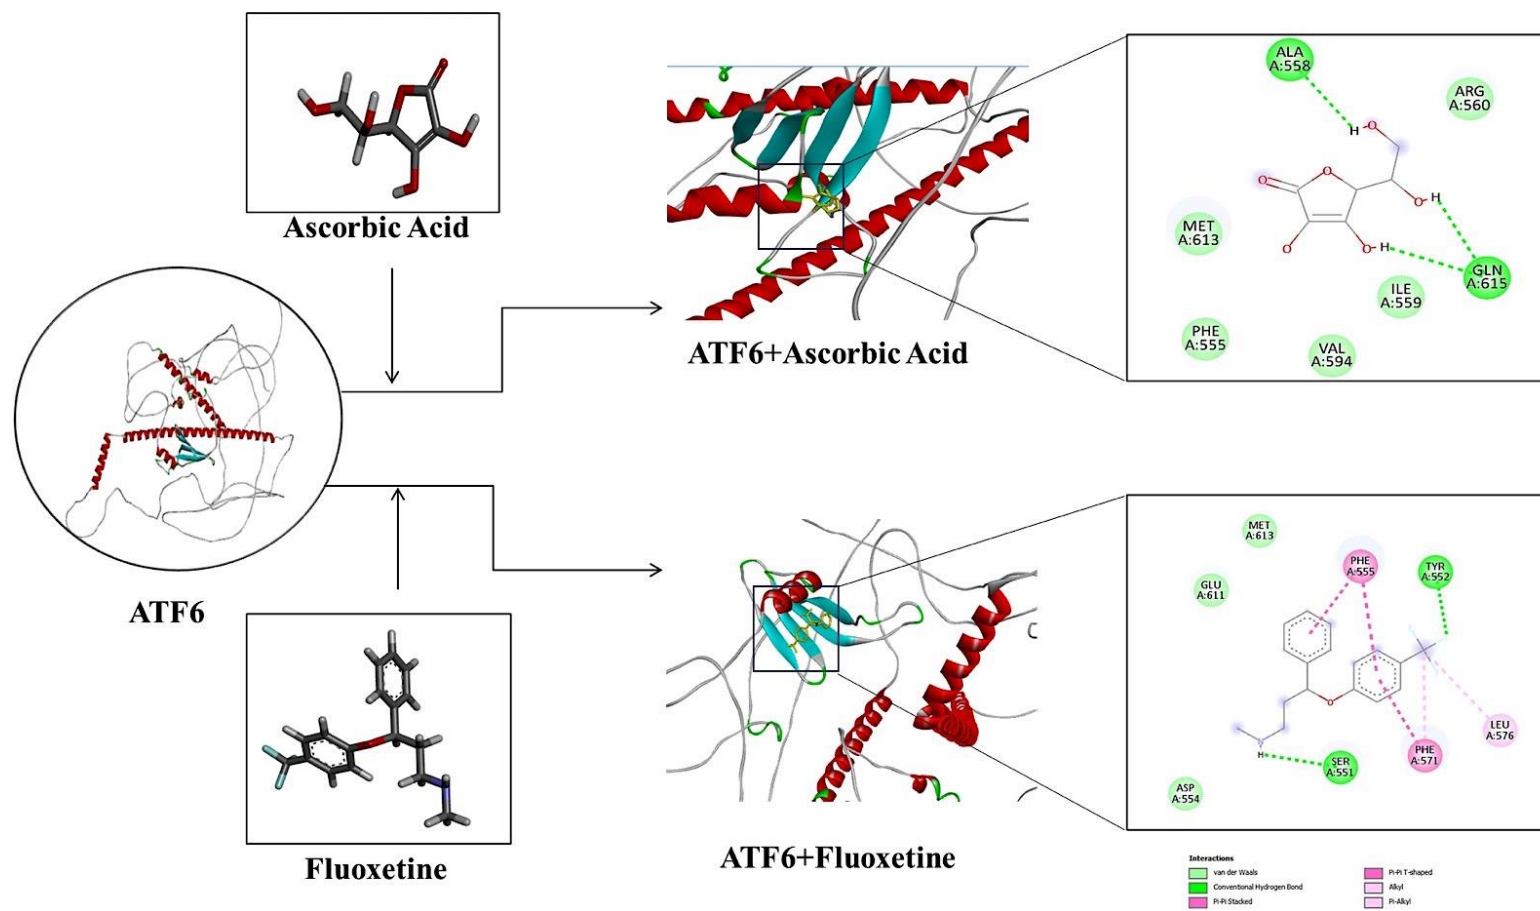 Ascorbic Acid
ATF6
Fluoxetine
ATF6+Ascorbic Acid
ATF6+Fluoxetine
ALA
A:558
ARG
A:560
H
O
O
O
O
H
MET
A:613
O
O
H
GLN
A:615
ILE
A:559
PHE
A:555
VAL
A:594
MET
A:613
PHE
A:555
TYR
A:552
GLU
A:611
O
LEU
A:576
PHE
A:571
H
SER
A:551
ASP
A:554
Interactions
van der Waals
Conventional Hydrogen Bond
Pi-Pi Stacked
Pi-Pi T-shaped
Alkyl
Pi-Alkyl